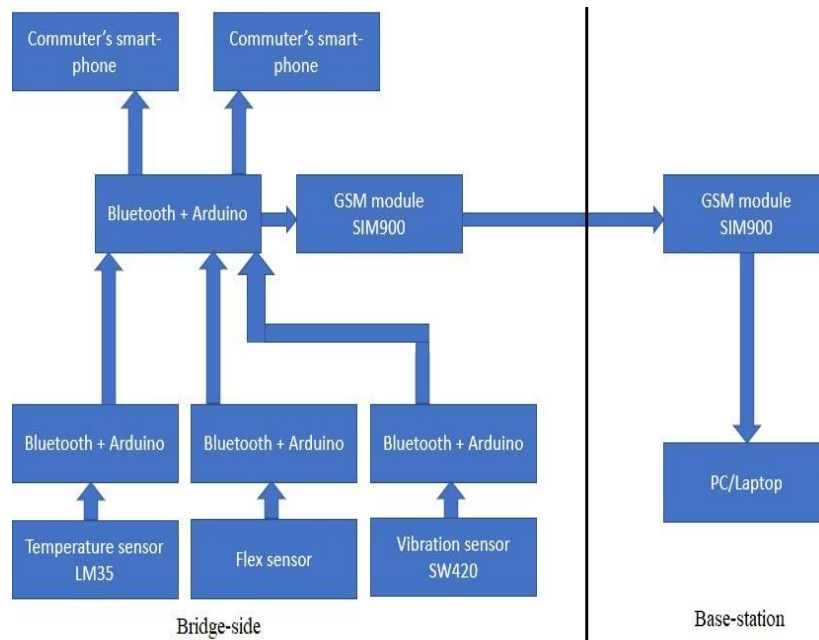 Commuter's smart-
phone
Commuter's smart-
phone
Bluetooth + Arduino
GSM module
SIM900
GSM module
SIM900
Bluetooth + Arduino
Bluetooth + Arduino
Bluetooth + Arduino
PC/Laptop
Temperature sensor
LM35
Flex sensor
Vibration sensor
SW420
Bridge-side
Base-station